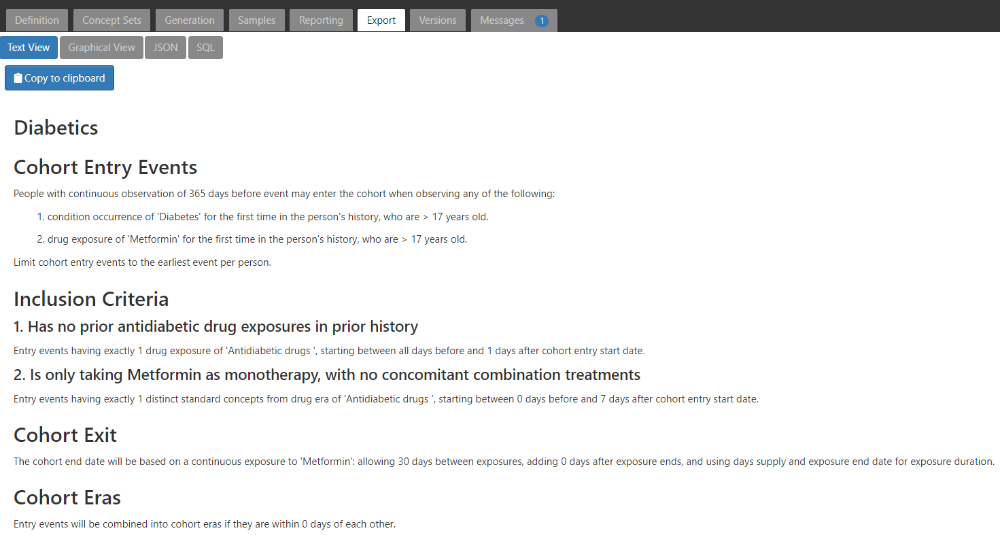 Definition Concept Sets Generation Samples Reporting Export Versions Messages 1
Text View Graphical View JSON SQL
Copy to clipboard
Diabetics
Cohort Entry Events
People with continuous observation of 365 days before event may enter the cohort when observing any of the following:
1. condition occurrence of 'Diabetes' for the first time in the person's history, who are > 17 years old.
2. drug exposure of 'Metformin' for the first time in the person's history, who are > 17 years old.
Limit cohort entry events to the earliest event per person.
Inclusion Criteria
1. Has no prior antidiabetic drug exposures in prior history
Entry events having exactly 1 drug exposure of 'Antidiabetic drugs ', starting between all days before and 1 days after cohort entry start date.
2. Is only taking Metformin as monotherapy, with no concomitant combination treatments
Entry events having exactly 1 distinct standard concepts from drug era of 'Antidiabetic drugs ', starting between 0 days before and 7 days after cohort entry start date.
Cohort Exit
The cohort end date will be based on a continuous exposure to 'Metformin': allowing 30 days between exposures, adding 0 days after exposure ends, and using days supply and exposure end date for exposure duration.
Cohort Eras
Entry events will be combined into cohort eras if they are within 0 days of each other.